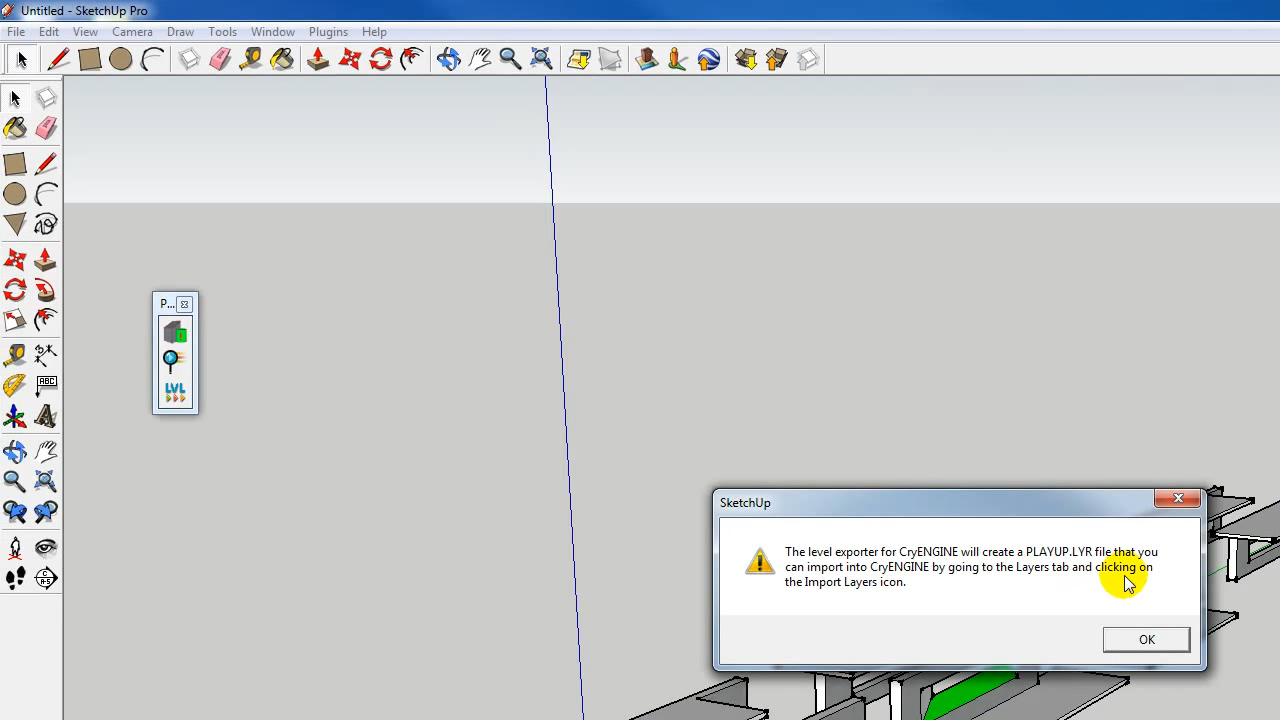 Untitled - SketchUp Pro
File Edit View Camera Draw Tools Window Plugins Help
P...
LVL
ABC
SketchUp
The level exporter for CryENGINE will create a PLAYUP.LYR file that you
can import into CryENGINE by going to the Layers tab and clicking on
the Import Layers icon.
OK